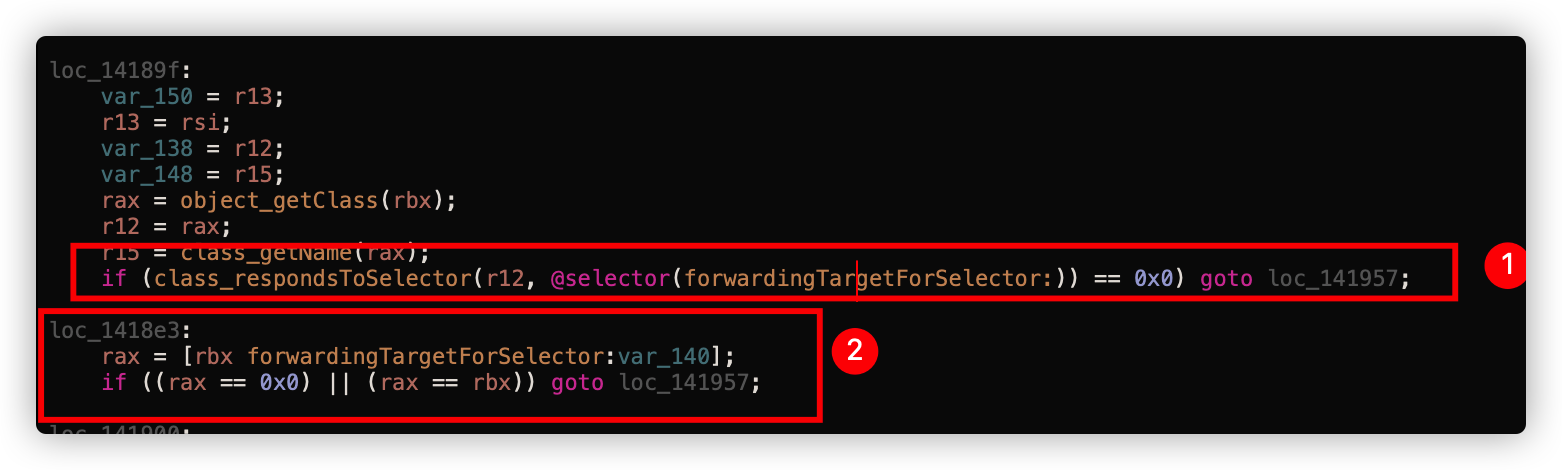 loc_14189f:
var_150 = r13;
r13 = rsi;
var_138 = r12;
var_148 = r15;
rax = object_getClass(rbx);
r12 = rax;
r15 = class_getName(rax);
if (class_respondsToSelector(r12, @selector(forwardingTargetForSelector:)) == 0x0) goto loc_141957;
1
loc_1418e3:
rax = [rbx forwardingTargetForSelector:var_140];
if ((rax == 0x0) || (rax == rbx)) goto loc_141957;
2
loc_141900: